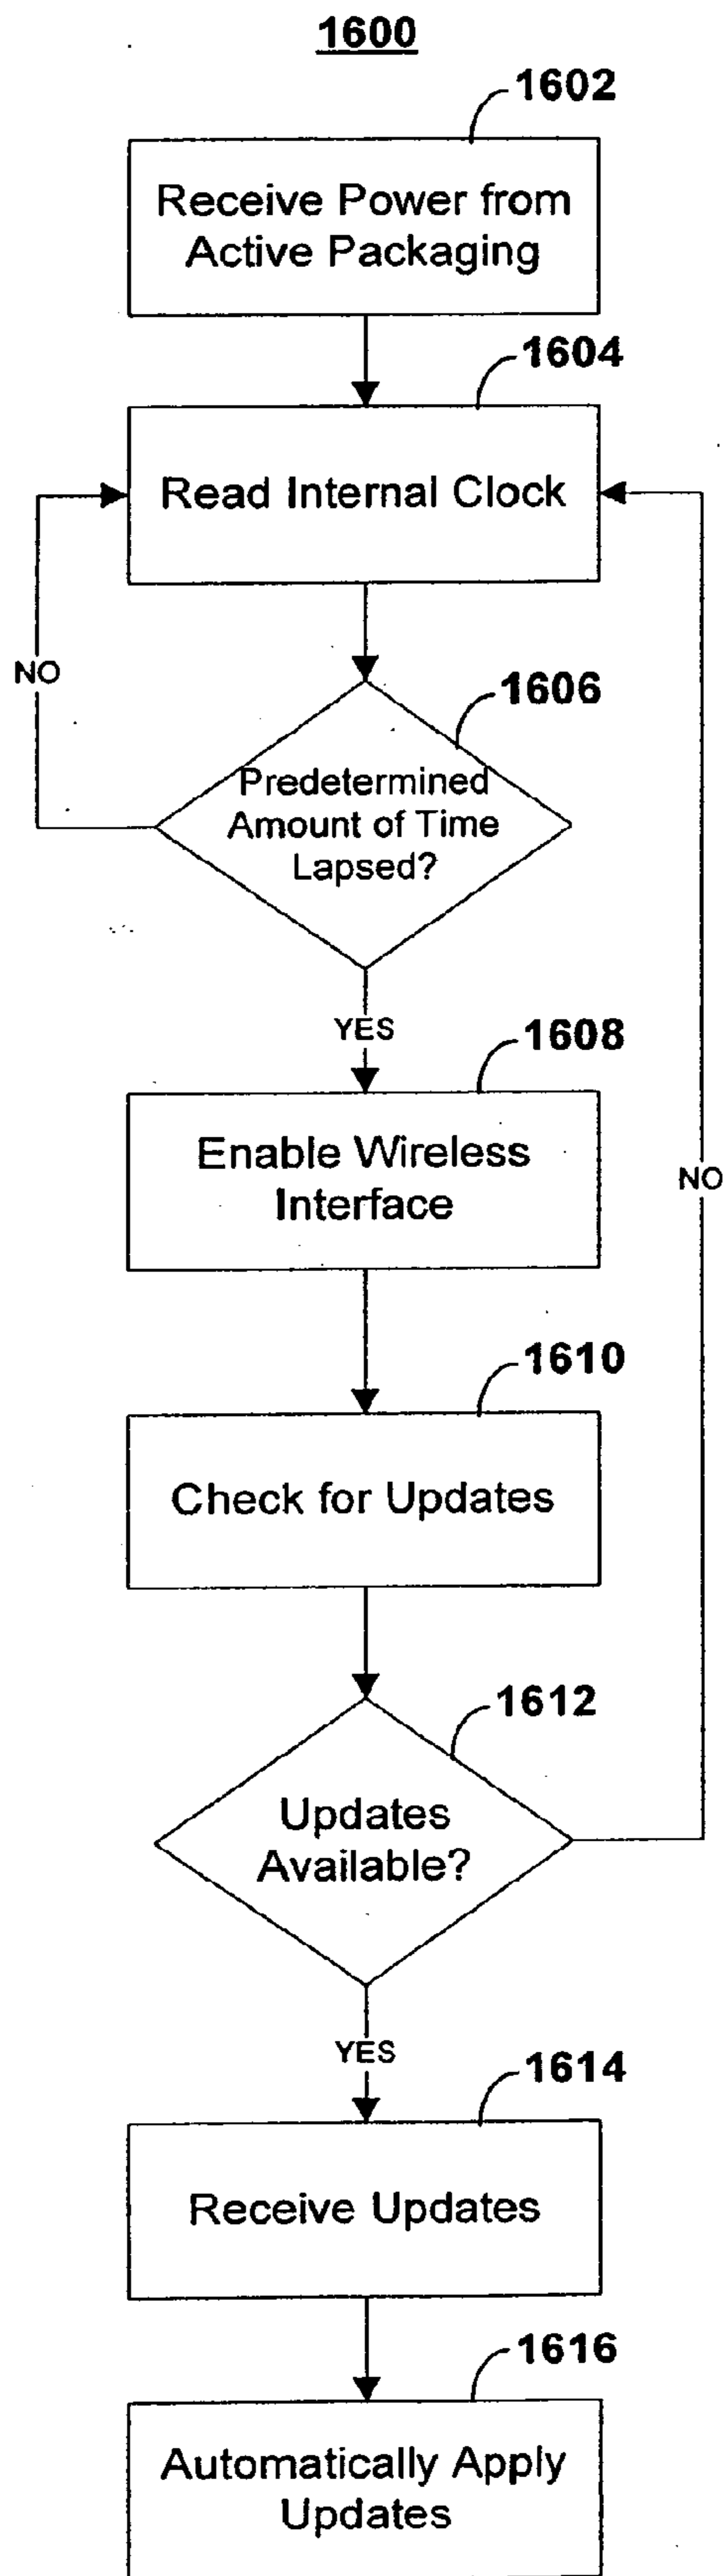 1600
1602
Receive Power from
Active Packaging
1604
Read Internal Clock
NO
1606
Predetermined
Amount of Time
Lapsed?
YES
1608
Enable Wireless
Interface
NO
1610
Check for Updates
1612
Updates
Available?
YES
1614
Receive Updates
1616
Automatically Apply
Updates